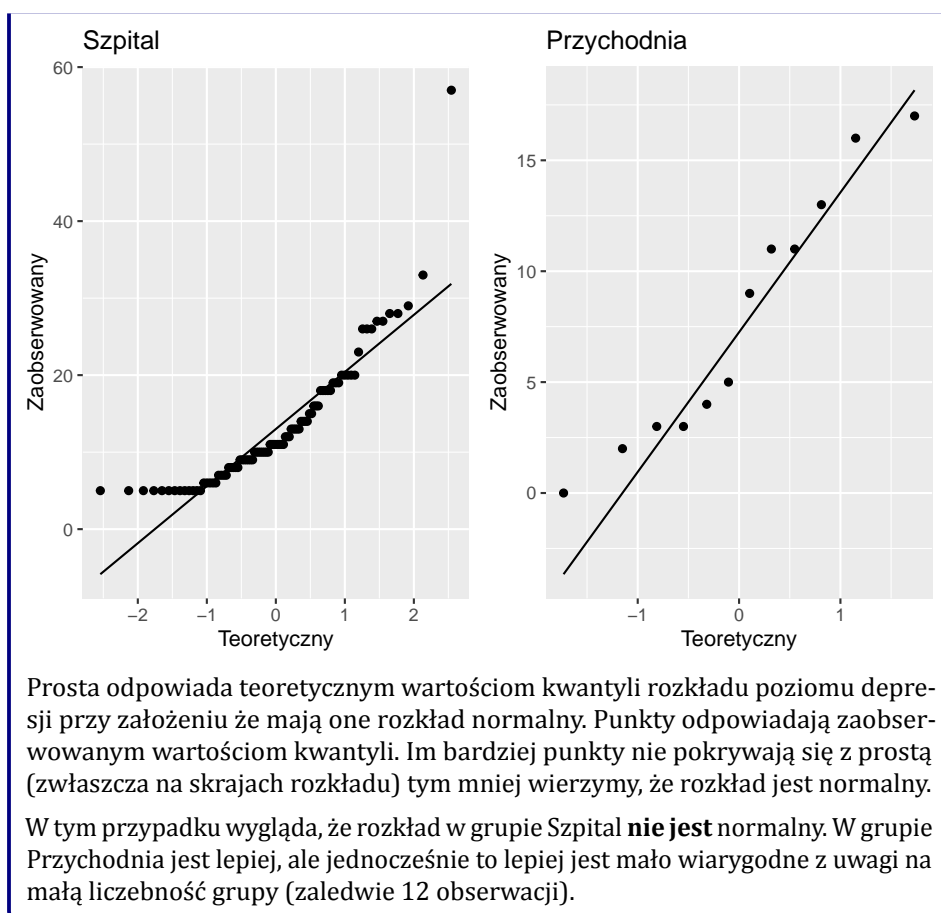 Szpital
Przychodnia
60
40
20
0
Zaobserwowany
−2
−1
0
1
2
Teoretyczny
15
10
5
0
Zaobserwowany
−1
0
1
Teoretyczny
Prosta odpowiada teoretycznym wartościom kwantyli rozkładu poziomu depre-
sji przy założeniu że mają one rozkład normalny. Punkty odpowiadają zaobser-
wowanym wartościom kwantyli. Im bardziej punkty nie pokrywają się z prostą
(zwłaszcza na skrajach rozkładu) tym mniej wierzymy, że rozkład jest normalny.
W tym przypadku wygląda, że rozkład w grupie Szpital nie jest normalny. W grupie
Przychodnia jest lepiej, ale jednocześnie to lepiej jest mało wiarygodne z uwagi na
małą liczebność grupy (zaledwie 12 obserwacji).